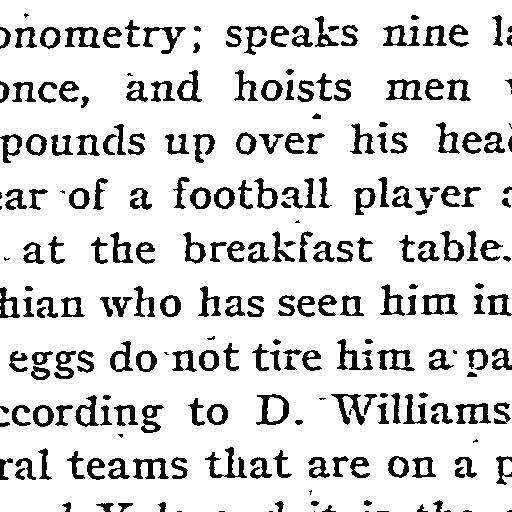 onometry; speaks nine la
once, and hoists men
pounds up over his head
ear of a football player a
at the breakfast table.
hian who has seen him in
eggs do not tire him a pa
ccording to D. Williams
ral teams that are on a p